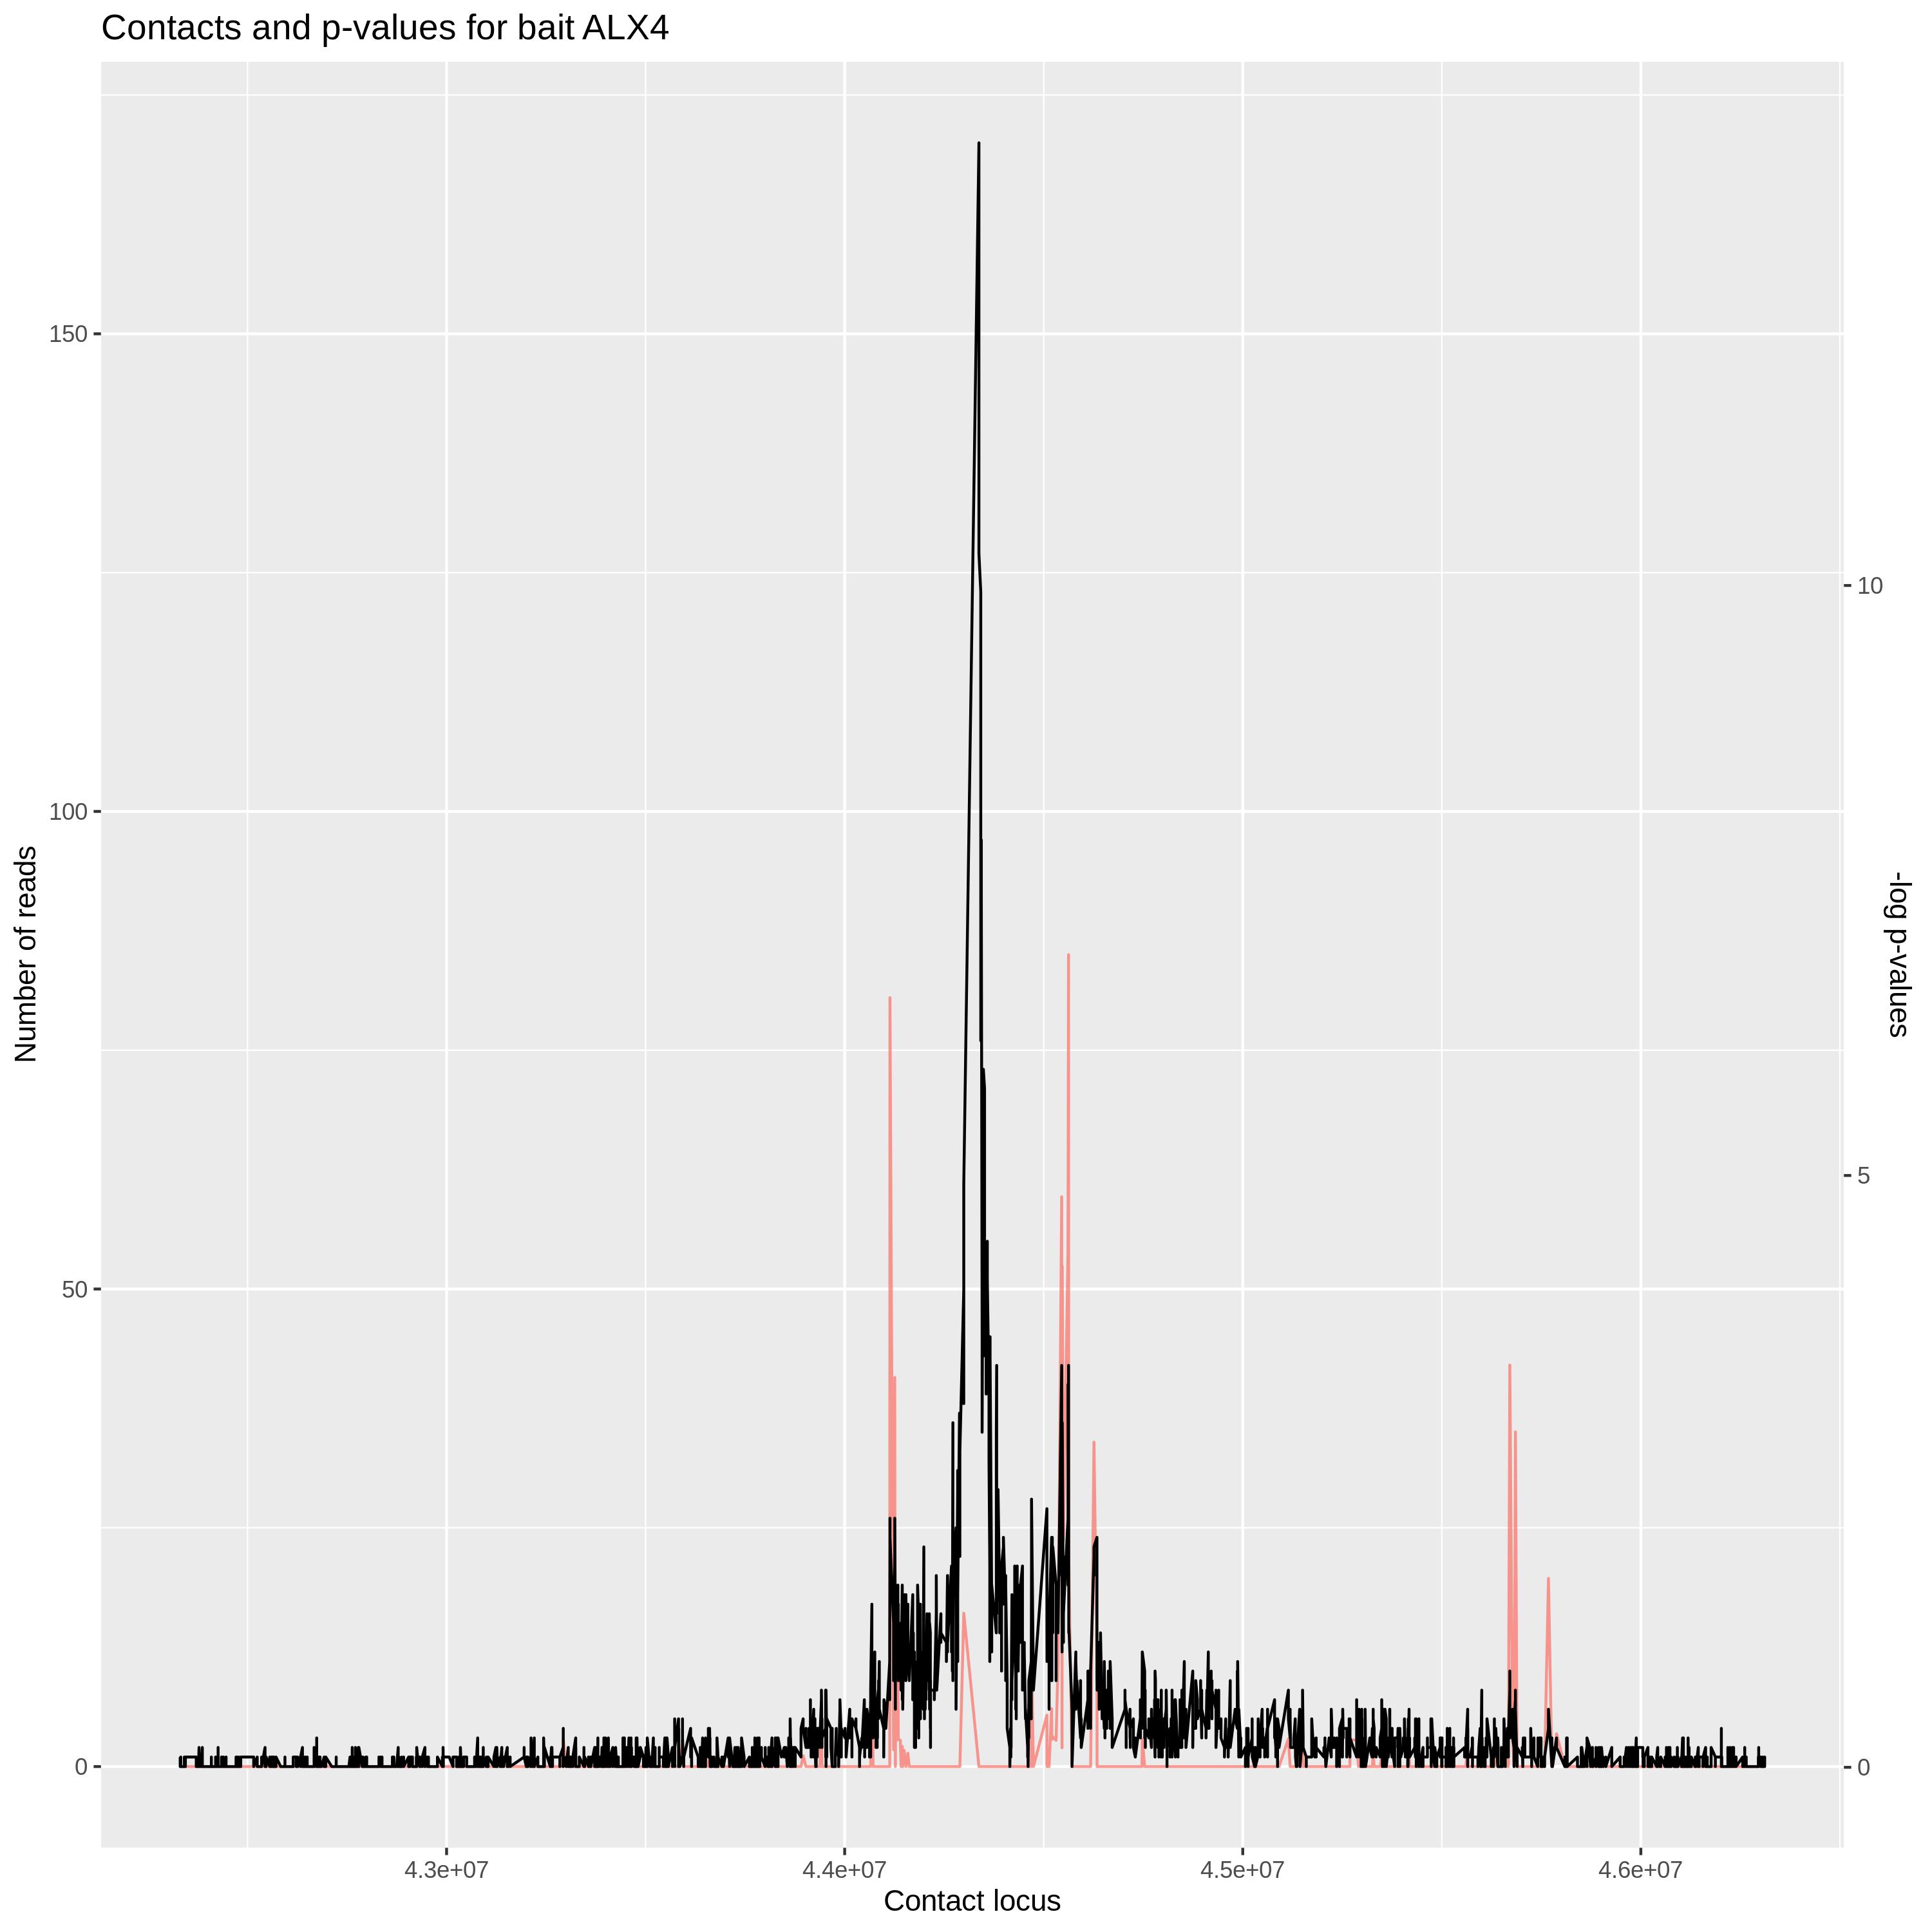 Contacts and p-values for bait ALX4
150
100
50
0
Number of reads
10
5
0
-log p-values
4.3e+07
4.4e+07
4.5e+07
4.6e+07
Contact locus